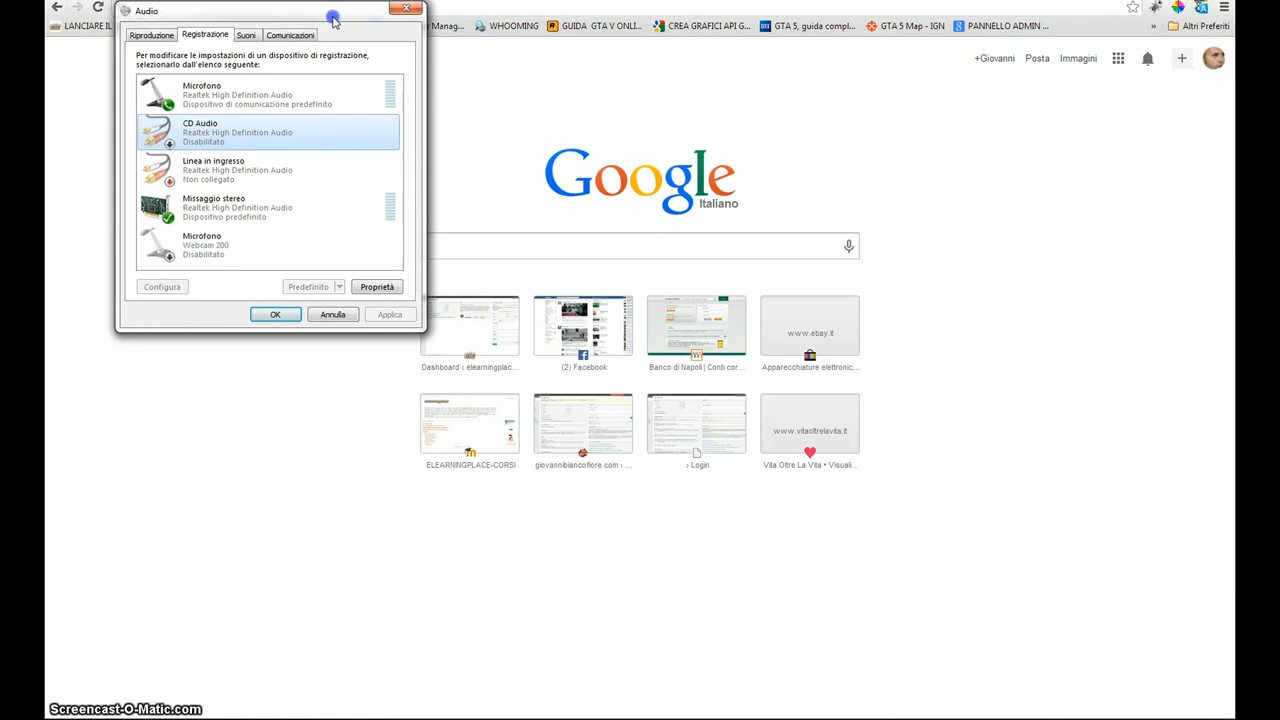 Audio
Riproduzione
Registrazione
Suoni
Comunicazioni
Per modificare le impostazioni di un dispositivo di registrazione,
selezionarlo dall'elenco seguente:
Microfono
Realtek High Definition Audio
Dispositivo di comunicazione predefinito
CD Audio
Realtek High Definition Audio
Disabilitato
Linea in ingresso
Realtek High Definition Audio
Non collegato
Missaggio stereo
Realtek High Definition Audio
Dispositivo predefinito
Microfono
Webcam 200
Disabilitato
Configura
Predefinito
Proprietà
OK
Annulla
Applica
LANCIARE IL
er Manag...
WHOOMING
GUIDA GTA V ONLI...
CREA GRAFICI API G...
GTA 5, guida compl...
GTA 5 Map - IGN
PANNELLO ADMIN ...
»
Altri Preferiti
+Giovanni
Posta
Immagini
Google
Italiano
Dashboard ‹ elearningplac...
(2) Facebook
Banco di Napoli | Conti cor...
www.ebay.it
Apparecchiature elettronic...
ELEARNINGPLACE-CORSI
giovannibiancofiore.com › ...
› Login
www.vitaoltrelavita.it
Vita Oltre La Vita • Visuali...
Screencast-O-Matic.com